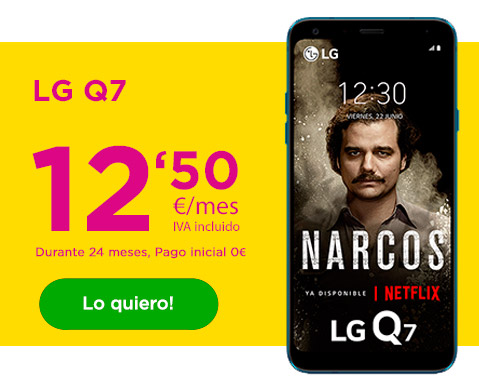 LG Q7
12‘50
€/mes
IVA incluido
Durante 24 meses, Pago inicial 0€
Lo quiero!
LG
12:30
VIERNES, 22 JUNIO
NARCOS
YA DISPONIBLE | NETFLIX
LG Q7